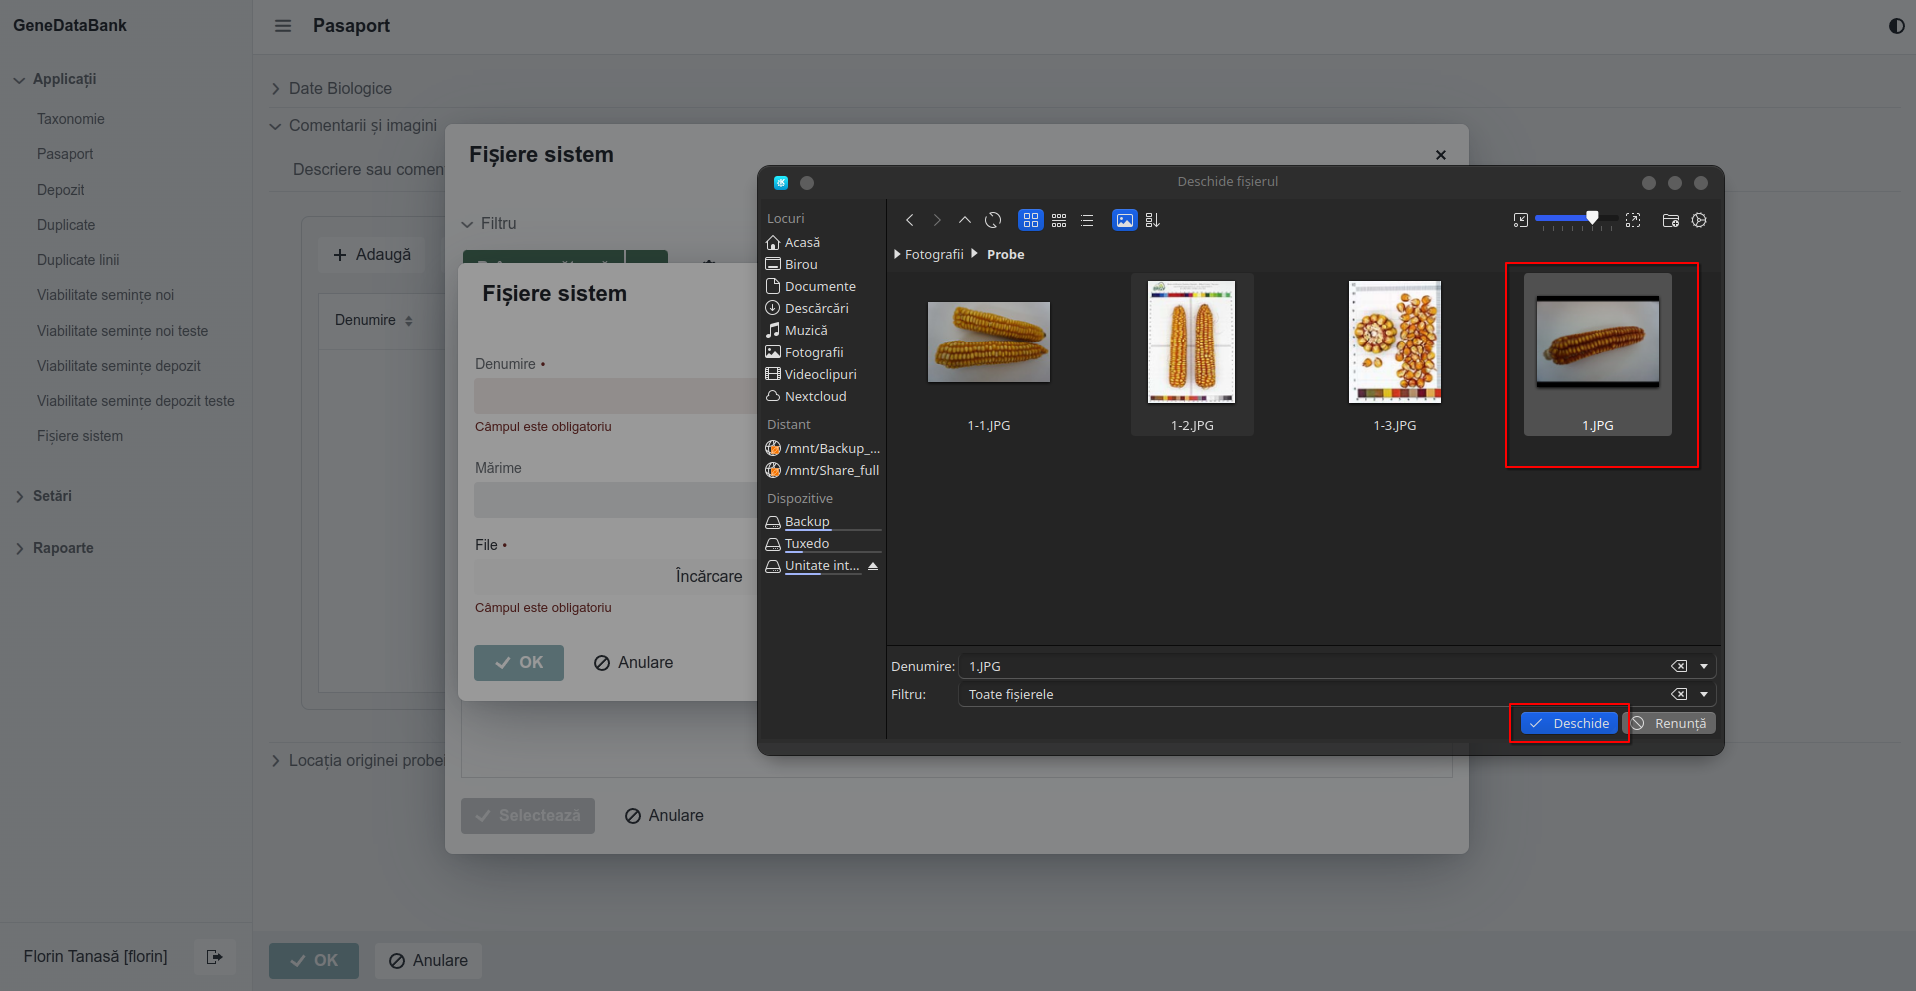 GeneDataBank
Pasaport
Applicații
Taxonomie
Pasaport
Depozit
Duplicate
Duplicate linii
Viabilitate semințe noi
Viabilitate semințe noi teste
Viabilitate semințe depozit
Viabilitate semințe depozit teste
Fișiere sistem
Setări
Rapoarte
Florin Tanasă [florin]
Date Biologice
Comentarii și imagini
Descriere sau comen
Adaugă
Denumire
Locația originei probei
OK
Anulare
Fișiere sistem
Filtru
Selectează
Anulare
Fișiere sistem
Denumire •
Câmpul este obligatoriu
Mărime
File •
Încărcare
Câmpul este obligatoriu
OK
Anulare
Deschide fișierul
Locuri
Acasă
Birou
Documente
Descărcări
Muzică
Fotografii
Videoclipuri
Nextcloud
Distant
/mnt/Backup_...
/mnt/Share_full
Dispozitive
Backup
Tuxedo
Unitate int...
Fotografii Probe
1-1.JPG
1-2.JPG
1-3.JPG
1.JPG
Denumire: 1.JPG
Filtru: Toate fișierele
Deschide
Renunță